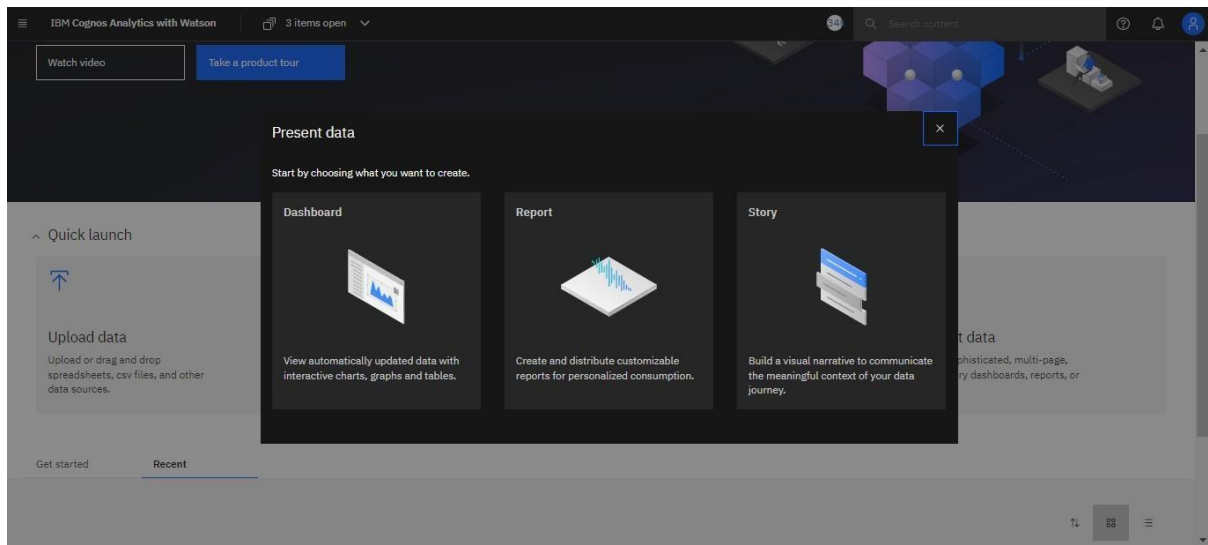 IBM Cognos Analytics with Watson
3 items open
34
Search content
Watch video
Take a product tour
Present data
Start by choosing what you want to create.
Dashboard
Report
Story
View automatically updated data with
interactive charts, graphs and tables.
Create and distribute customizable
reports for personalized consumption.
Build a visual narrative to communicate
the meaningful context of your data
journey.
Quick launch
Upload data
Upload or drag and drop
spreadsheets, csv files, and other
data sources.
t data
phisticated, multi-page,
ry dashboards, reports, or
Get started
Recent